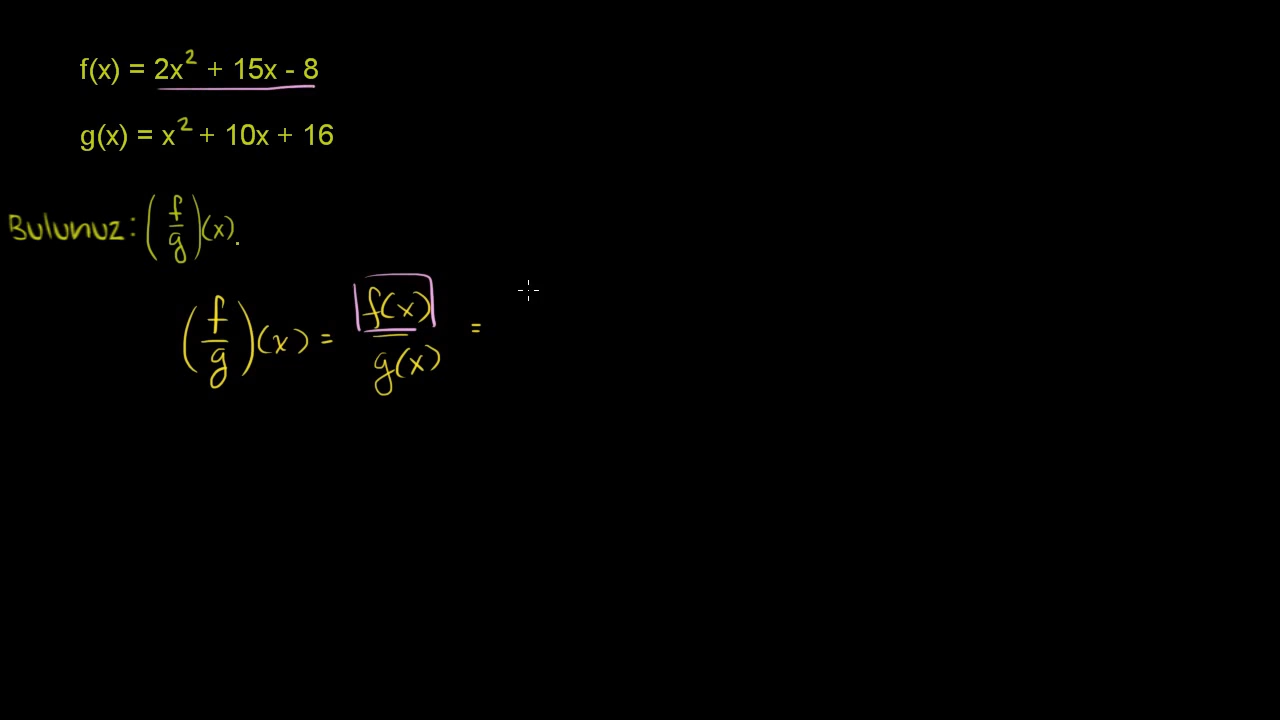 f(x) = 2x² + 15x - 8
g(x) = x² + 10x + 16
Bulunuz: (f/g)(x).
(f/g)(x) = f(x)/g(x) =